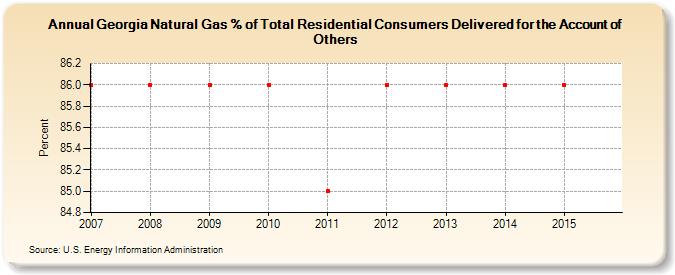 Annual Georgia Natural Gas % of Total Residential Consumers Delivered for the Account of
Others
Percent
86.2
86.0
85.8
85.6
85.4
85.2
85.0
84.8
2007 2008 2009 2010 2011 2012 2013 2014 2015
Source: U.S. Energy Information Administration